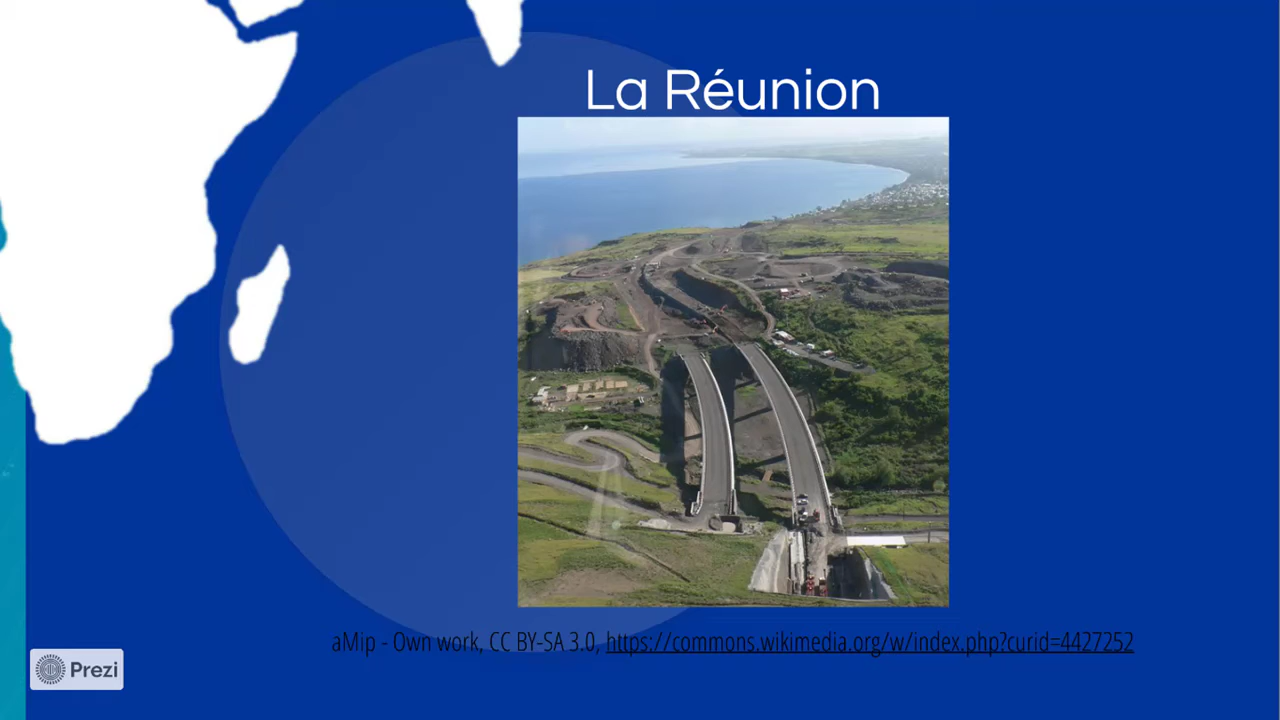 La Réunion
aMip - Own work, CC BY-SA 3.0, https://commons.wikimedia.org/w/index.php?curid=4427252
Prezi